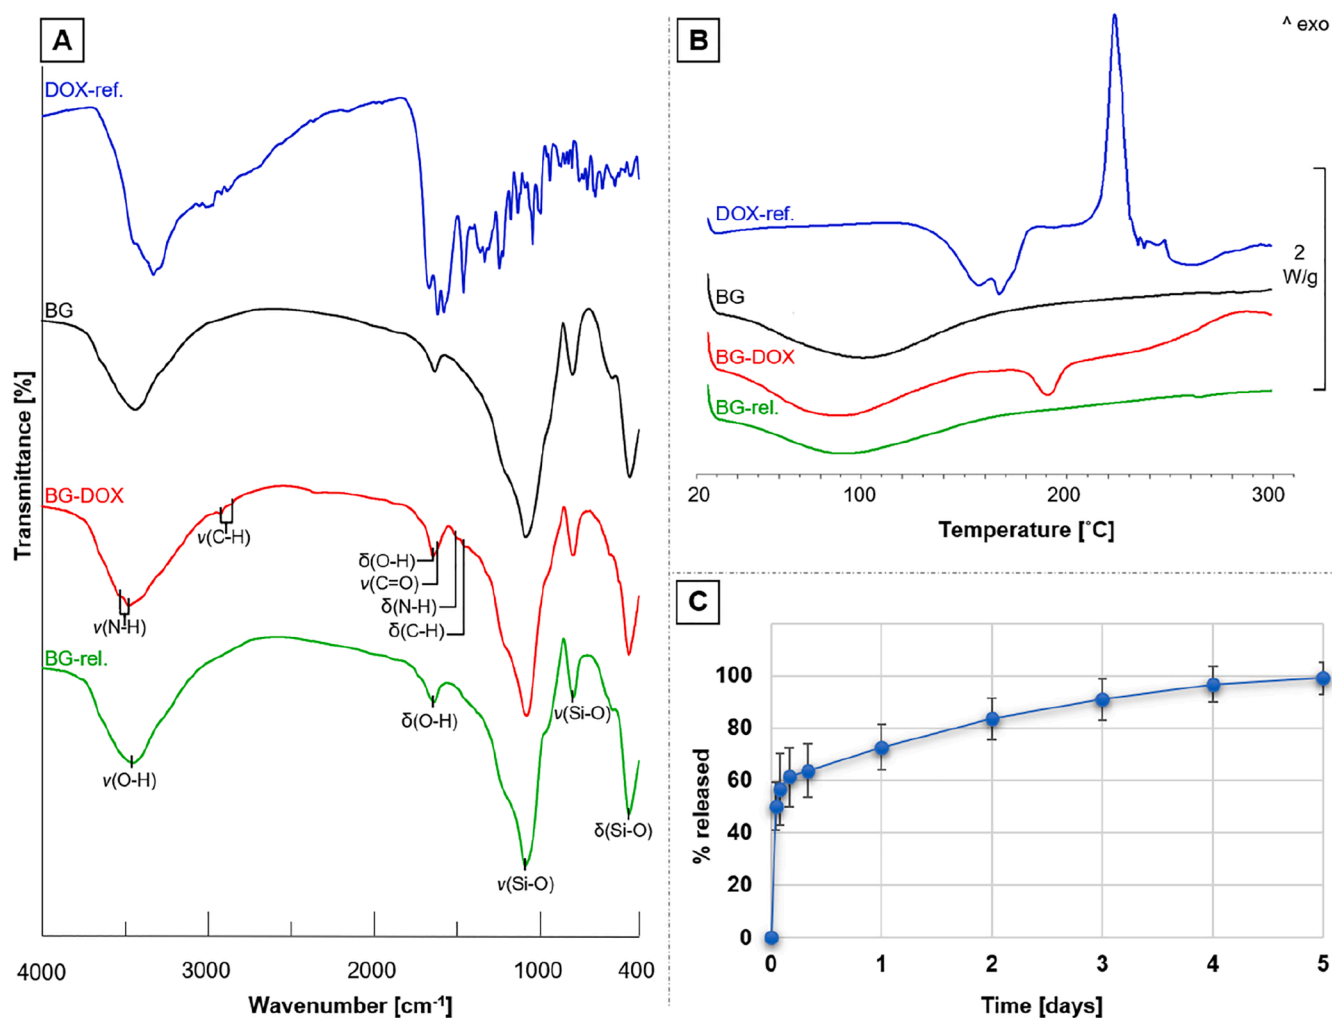 A
DOX-ref.
BG
BG-DOX
ν(C-H)
ν(N-H)
δ(O-H)
ν(C=O)
δ(N-H)
δ(C-H)
BG-rel.
ν(O-H)
δ(O-H)
ν(Si-O)
δ(Si-O)
ν(Si-O)
Transmittance [%]
4000 3000 2000 1000 400
Wavenumber [cm⁻¹]
B
^ exo
DOX-ref.
2
W/g
BG
BG-DOX
BG-rel.
20 100 200 300
Temperature [˚C]
C
100
80
60
40
20
0
% released
0 1 2 3 4 5
Time [days]